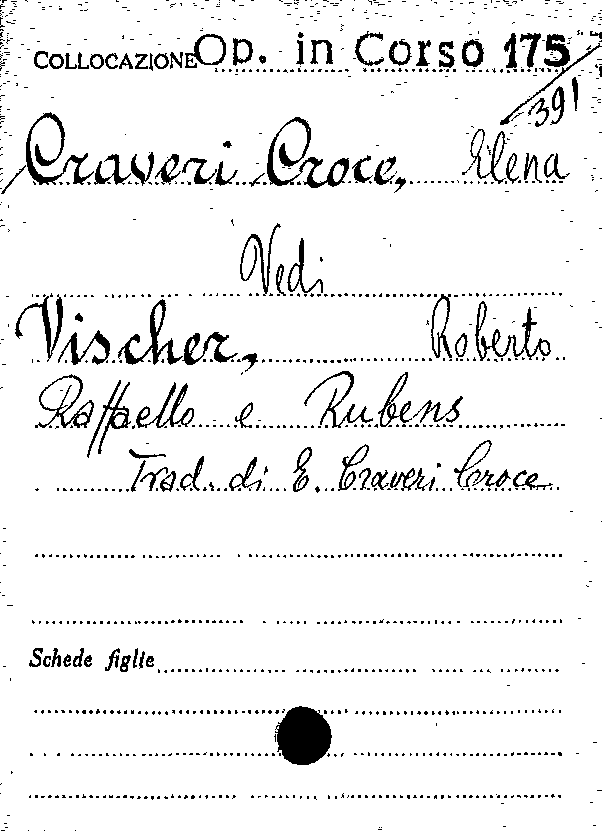 COLLOCAZIONE Op. in Corso 175
/391
Craveri Croce, Elena
Vedi
Vischer, Roberto
Raffaello e Rubens
Trad. di E. Craveri Croce
Schede figlie